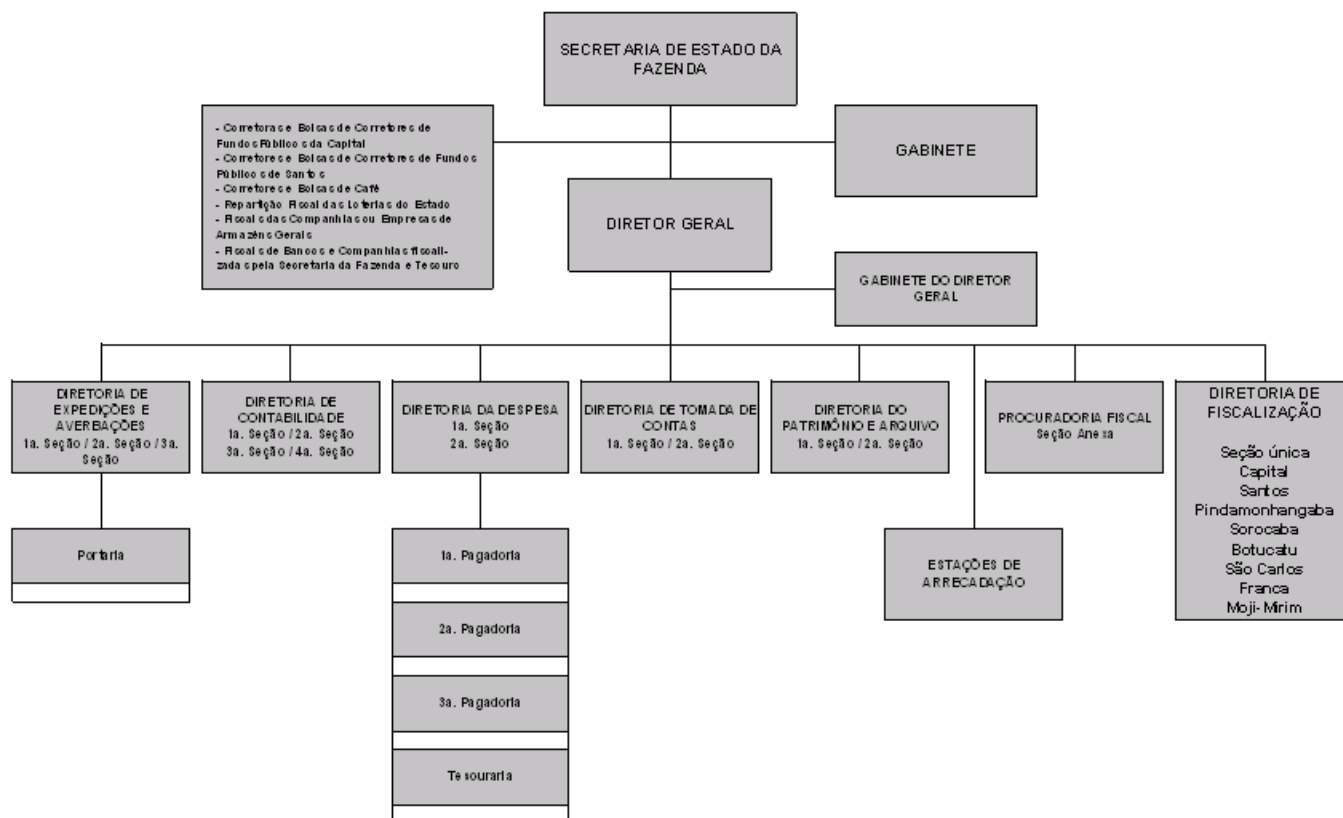 SECRETARIA DE ESTADO DA
FAZENDA
- Corretoras e Bolsas de Corretores de
Fundos Públicos da Capital
- Corretores e Bolsas de Corretores de Fundos
Públicos de Santos
- Corretores e Bolsas de Café
- Repartição Fiscal das Loterias do Estado
- Fiscais das Companhias ou Empresas de
Armazéns Gerais
- Fiscais de Bancos e Companhias fiscali-
zadas pela Secretaria da Fazenda e Tesouro
GABINETE
DIRETOR GERAL
GABINETE DO DIRETOR
GERAL
DIRETORIA DE
EXPEDIÇÕES E
AVERBAÇÕES
1a. Seção / 2a. Seção / 3a.
Seção
DIRETORIA DE
CONTABILIDADE
1a. Seção / 2a. Seção
3a. Seção / 4a. Seção
DIRETORIA DA DESPESA
1a. Seção
2a. Seção
DIRETORIA DE TOMADA DE
CONTAS
1a. Seção / 2a. Seção
DIRETORIA DO
PATRIMÔNIO E ARQUIVO
1a. Seção / 2a. Seção
PROCURADORIA FISCAL
Seção Anexa
DIRETORIA DE
FISCALIZAÇÃO
Seção única
Capital
Santos
Pindamonhangaba
Sorocaba
Botucatu
São Carlos
Franca
Moji-Mirim
Portaria
1a. Pagadoria
ESTAÇÕES DE
ARRECADAÇÃO
2a. Pagadoria
3a. Pagadoria
Tesouraria